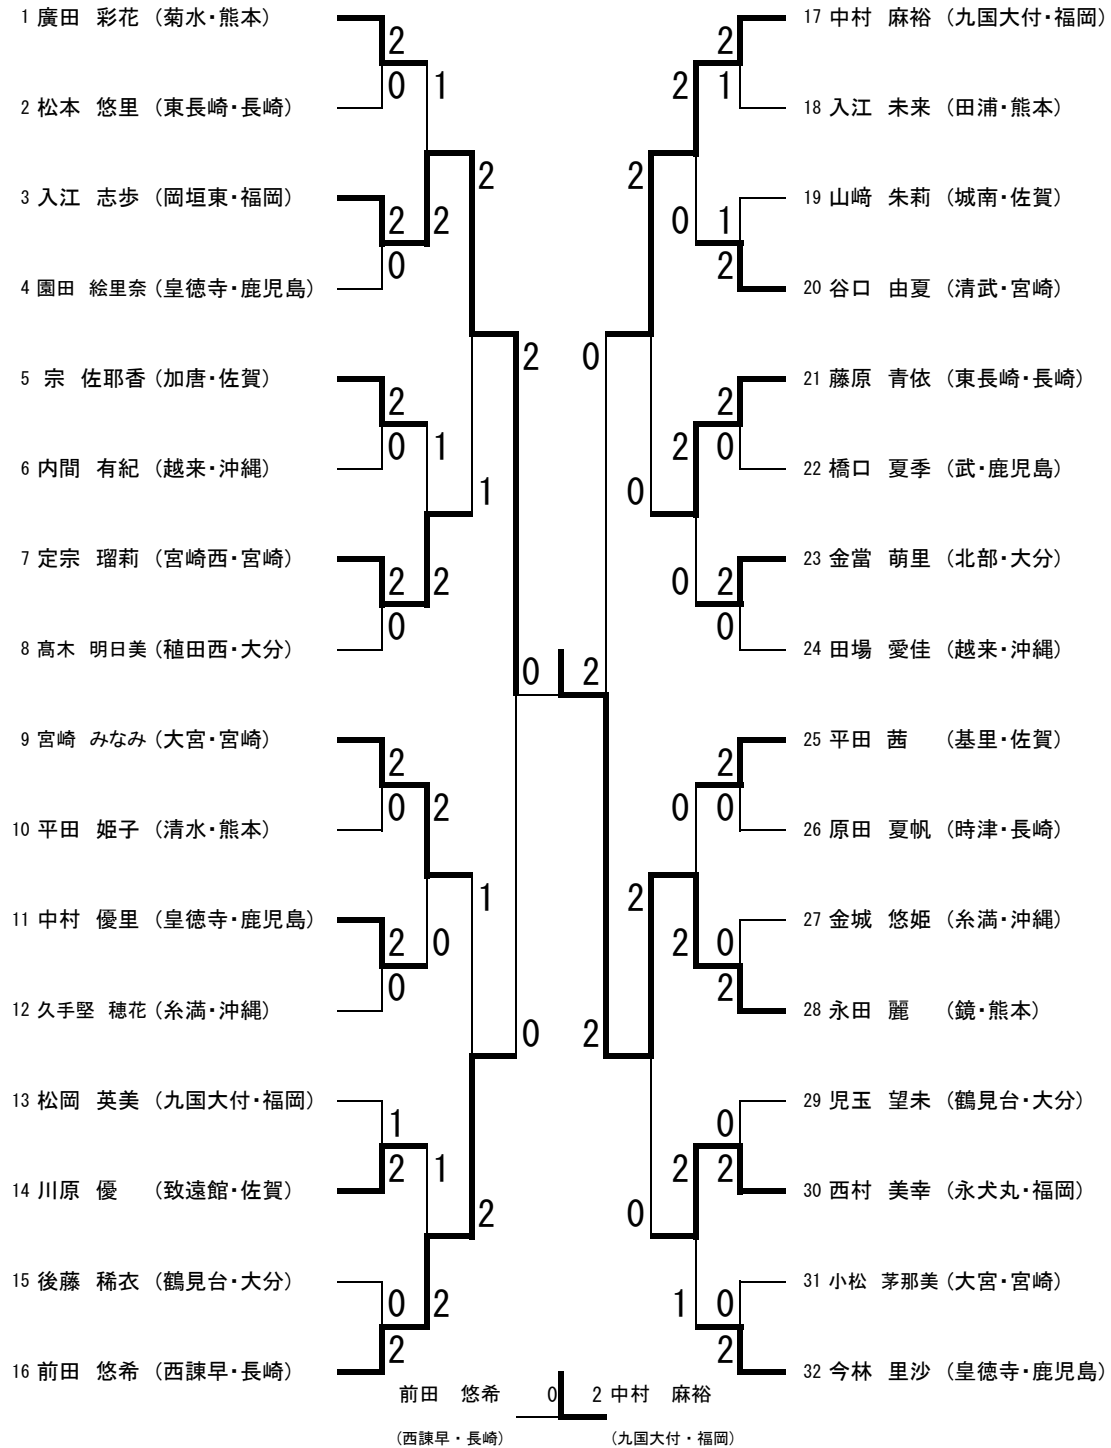 1 廣田 彩花 (菊水・熊本)
2
0
1
2 松本 悠里 (東長崎・長崎)
2
3 入江 志歩 (岡垣東・福岡)
2
2
0
4 園田 絵里奈 (皇徳寺・鹿児島)
2
5 宗 佐耶香 (加唐・佐賀)
2
0
1
6 内間 有紀 (越来・沖縄)
1
7 定宗 瑠莉 (宮崎西・宮崎)
2
2
0
8 髙木 明日美 (稙田西・大分)
0
9 宮崎 みなみ (大宮・宮崎)
2
0
2
10 平田 姫子 (清水・熊本)
1
11 中村 優里 (皇徳寺・鹿児島)
2
0
0
12 久手堅 穂花 (糸満・沖縄)
0
13 松岡 英美 (九国大付・福岡)
1
2
1
14 川原 優 (致遠館・佐賀)
2
15 後藤 稀衣 (鶴見台・大分)
0
2
2
16 前田 悠希 (西諫早・長崎)
17 中村 麻裕 (九国大付・福岡)
2
2
1
18 入江 未来 (田浦・熊本)
2
19 山﨑 朱莉 (城南・佐賀)
0
1
2
20 谷口 由夏 (清武・宮崎)
0
21 藤原 青依 (東長崎・長崎)
2
2
0
22 橋口 夏季 (武・鹿児島)
0
23 金當 萌里 (北部・大分)
0
2
0
24 田場 愛佳 (越来・沖縄)
2
25 平田 茜 (基里・佐賀)
2
0
0
26 原田 夏帆 (時津・長崎)
2
27 金城 悠姫 (糸満・沖縄)
2
0
2
28 永田 麗 (鏡・熊本)
2
29 児玉 望未 (鶴見台・大分)
0
2
2
30 西村 美幸 (永犬丸・福岡)
0
31 小松 茅那美 (大宮・宮崎)
1
0
2
32 今林 里沙 (皇徳寺・鹿児島)
前田 悠希 0 2 中村 麻裕
(西諫早・長崎) (九国大付・福岡)